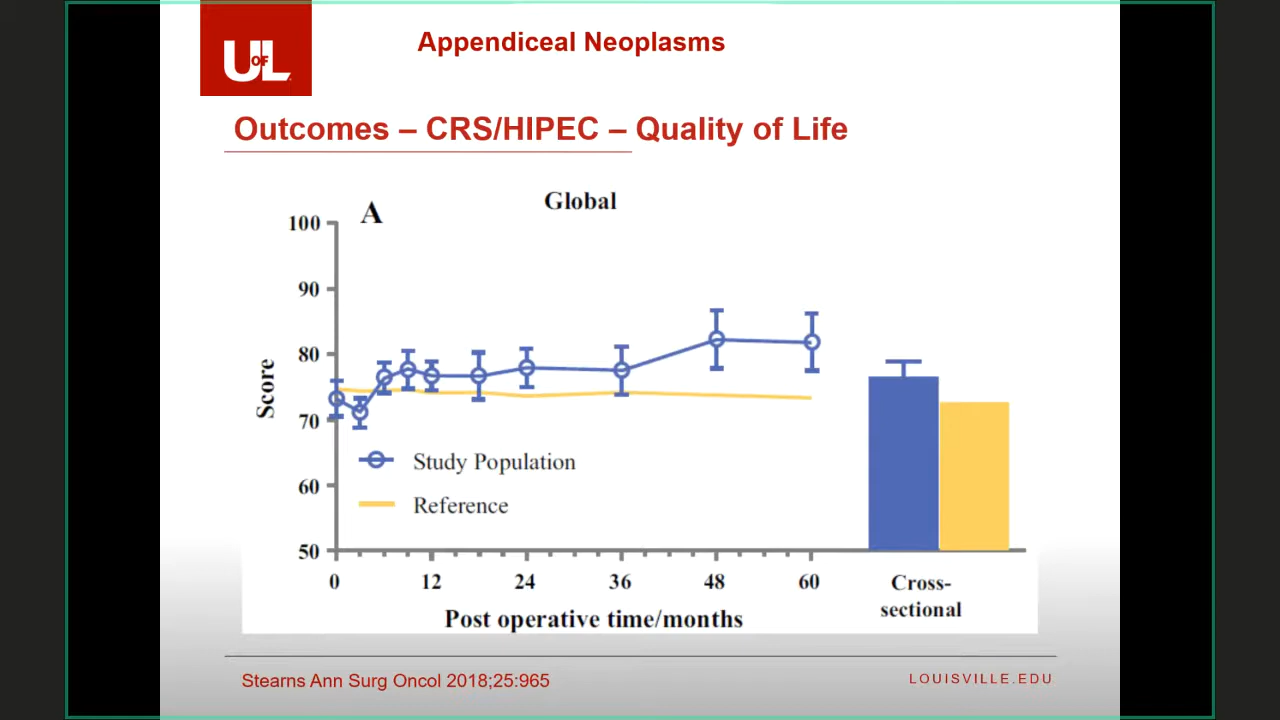 UOFL
Appendiceal Neoplasms
Outcomes – CRS/HIPEC – Quality of Life
A
Global
100
90
80
70
60
50
Score
Study Population
Reference
0 12 24 36 48 60
Post operative time/months
Cross-
sectional
Stearns Ann Surg Oncol 2018;25:965
LOUISVILLE.EDU